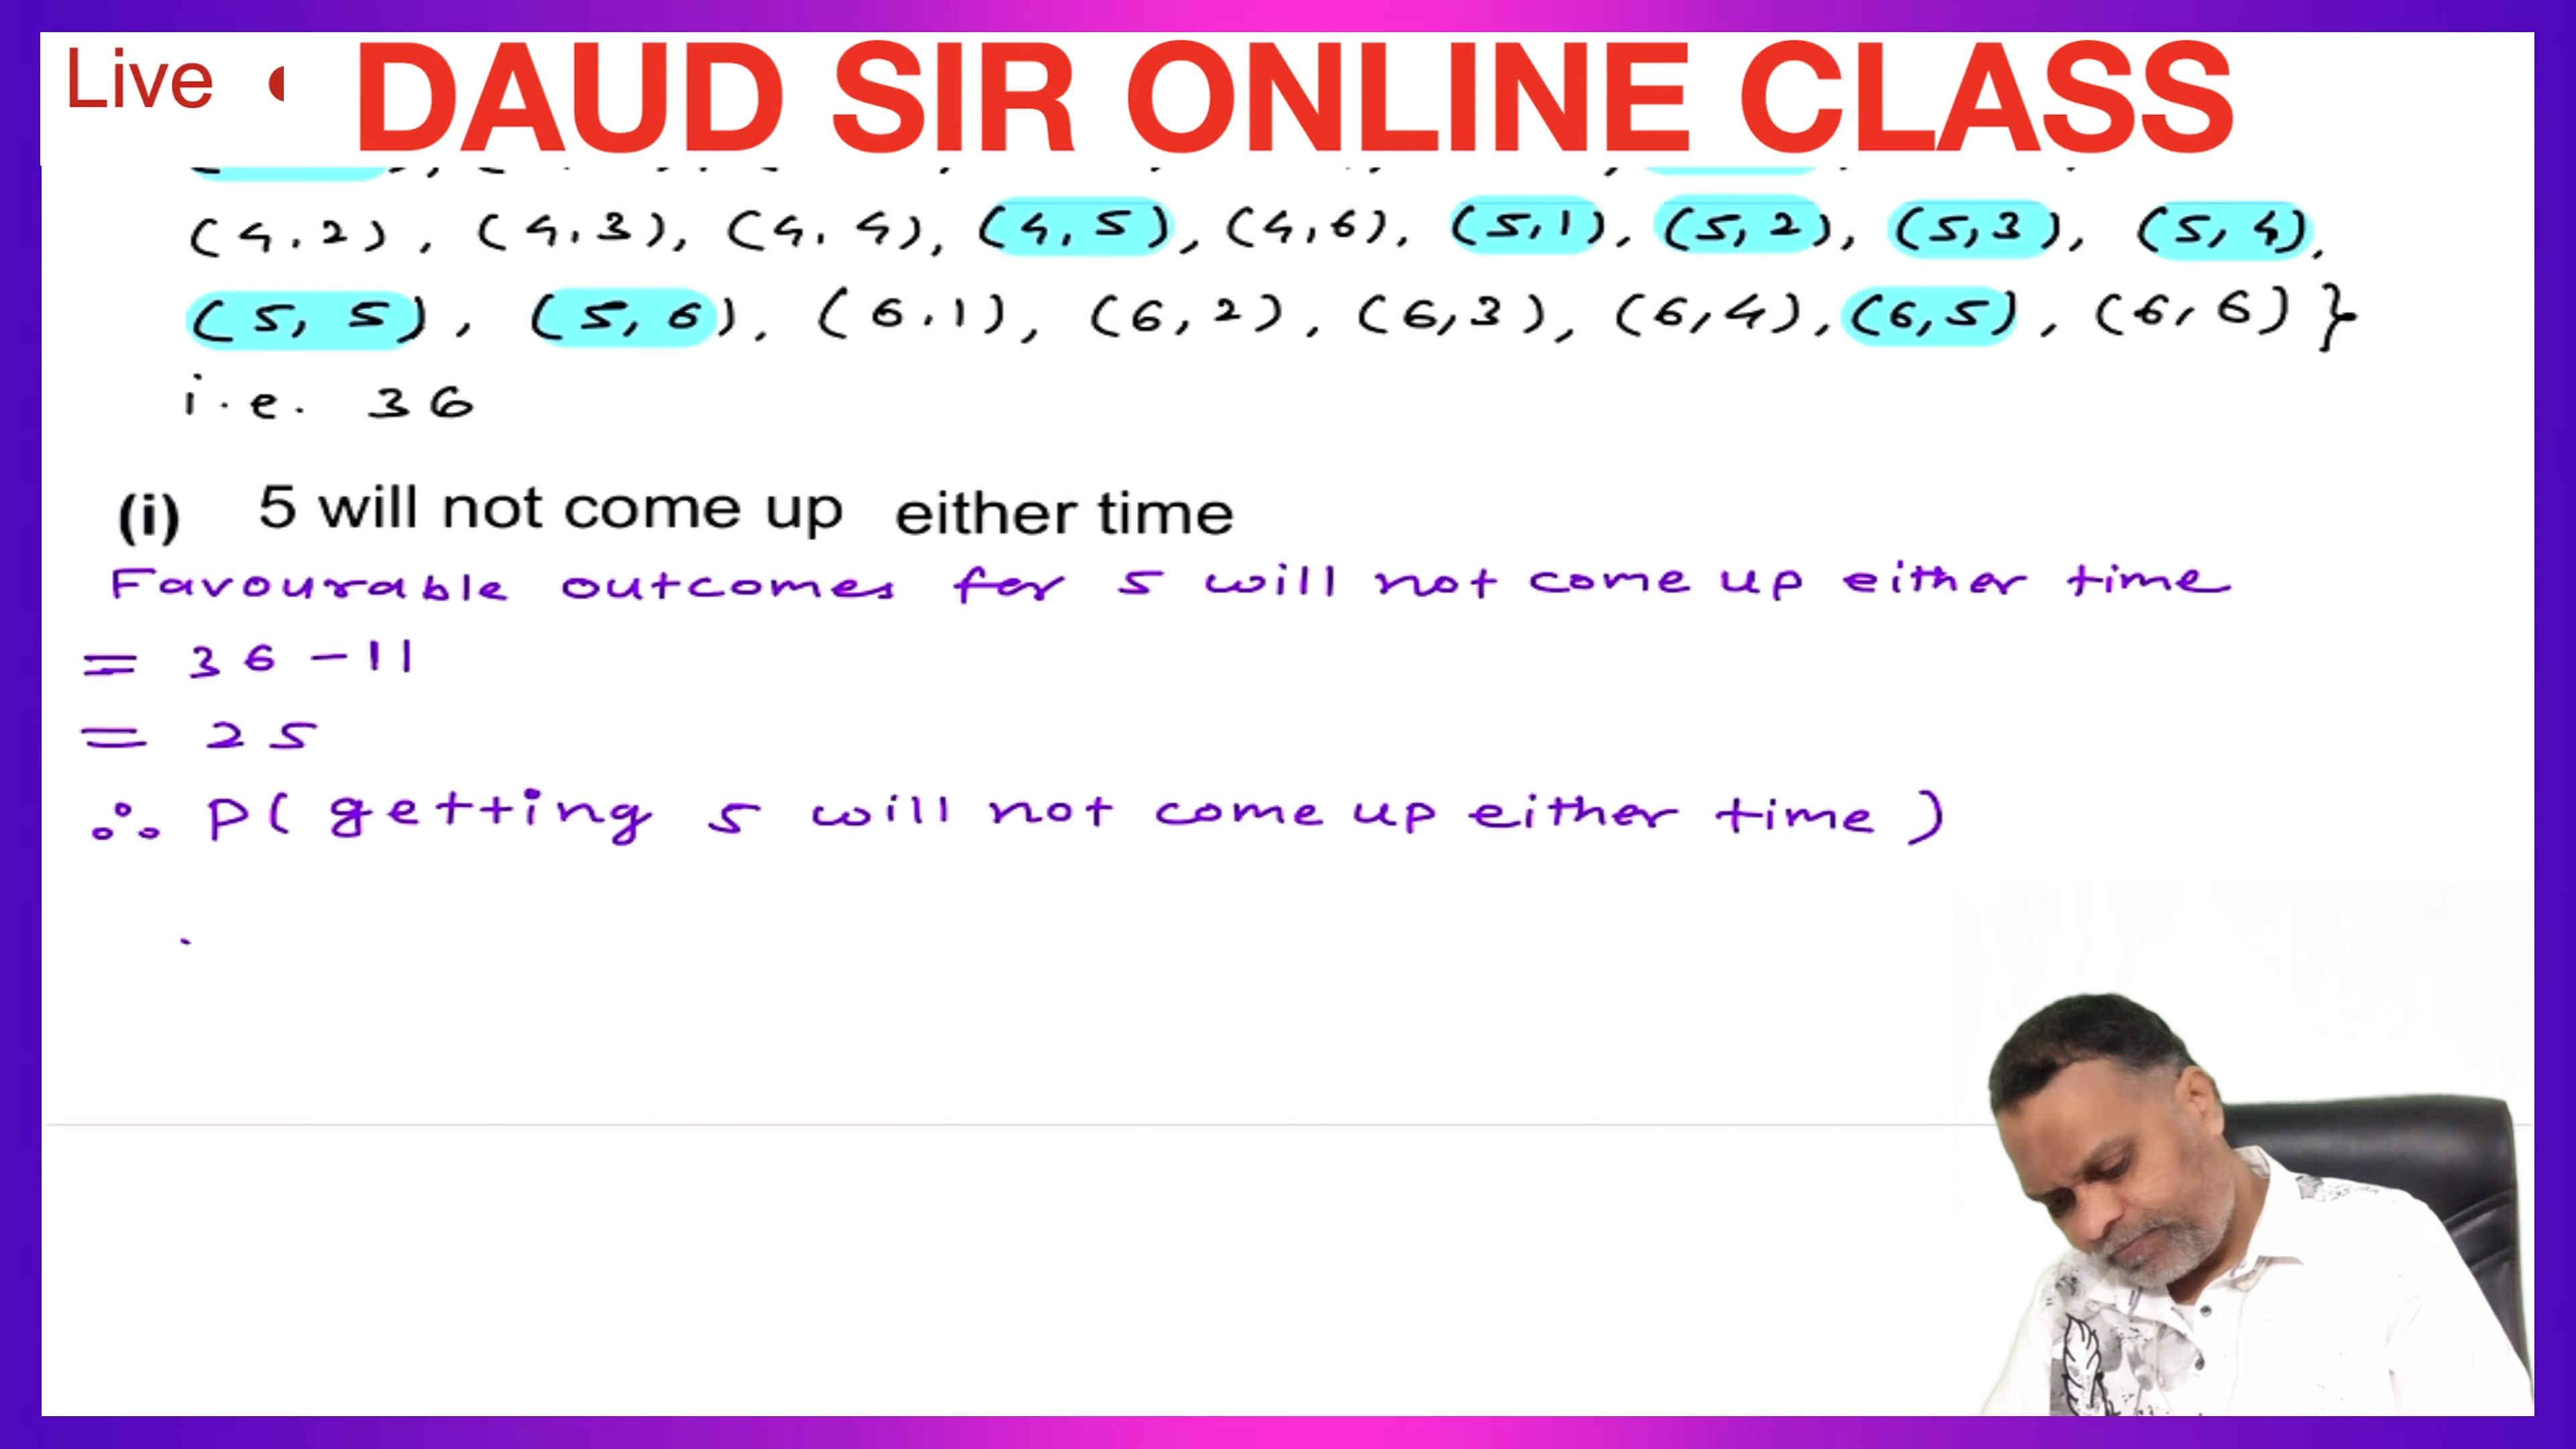 Live
DAUD SIR ONLINE CLASS
(4,2), (4,3), (4,4), (4,5), (4,6), (5,1), (5,2), (5,3), (5,4),
(5,5), (5,6), (6,1), (6,2), (6,3), (6,4), (6,5), (6,6)}
i.e. 36
(i) 5 will not come up either time
Favourable outcomes for 5 will not come up either time
= 36 - 11
= 25
∴ P( getting 5 will not come up either time )